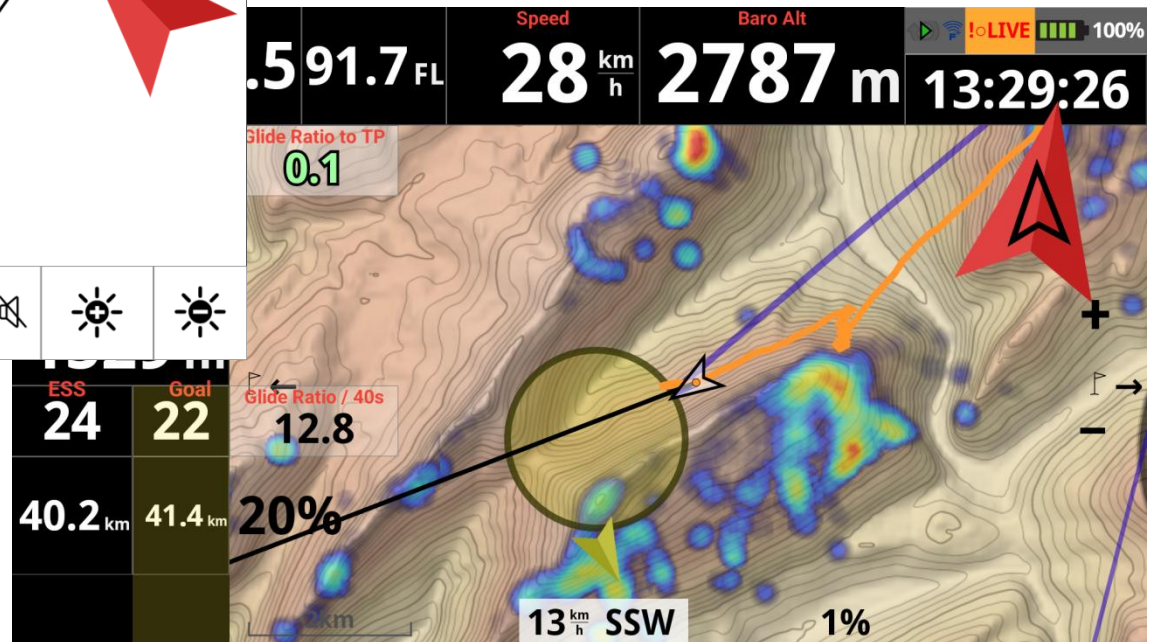 Speed
Baro Alt
!○LIVE
100%
.5
91.7 FL
28 km/h
2787 m
13:29:26
Glide Ratio to TP
0.1
+
ESS
Goal
24
22
Glide Ratio / 40s
12.8
−
40.2 km
41.4 km
20%
13 km/h SSW
1%